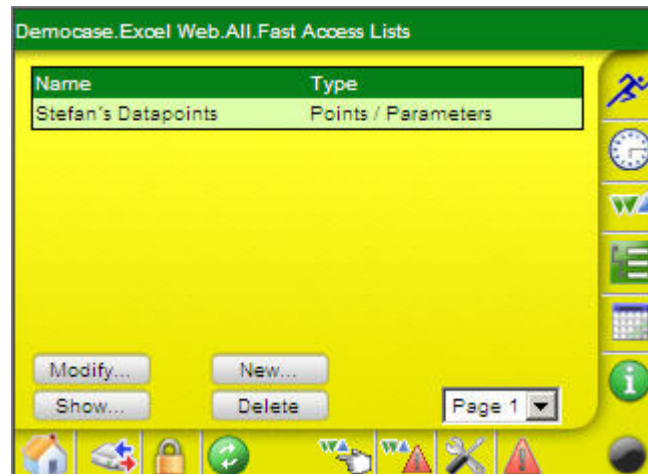 Democase.Excel Web.All.Fast Access Lists
Name Type
Stefan´s Datapoints Points / Parameters
Modify... New...
Show... Delete Page 1